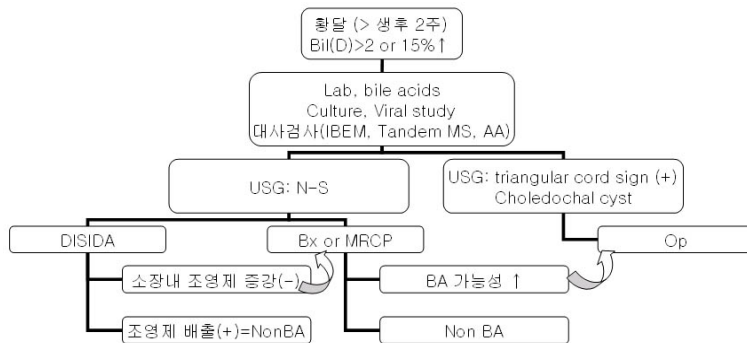 황달 (> 생후 2주)
Bil(D)>2 or 15%↑
Lab, bile acids
Culture, Viral study
대사검사(IBEM, Tandem MS, AA)
USG: N-S
USG: triangular cord sign (+)
Choledochal cyst
DISIDA
Bx or MRCP
Op
소장내 조영제 증강(-)
BA 가능성 ↑
조영제 배출(+)=NonBA
Non BA